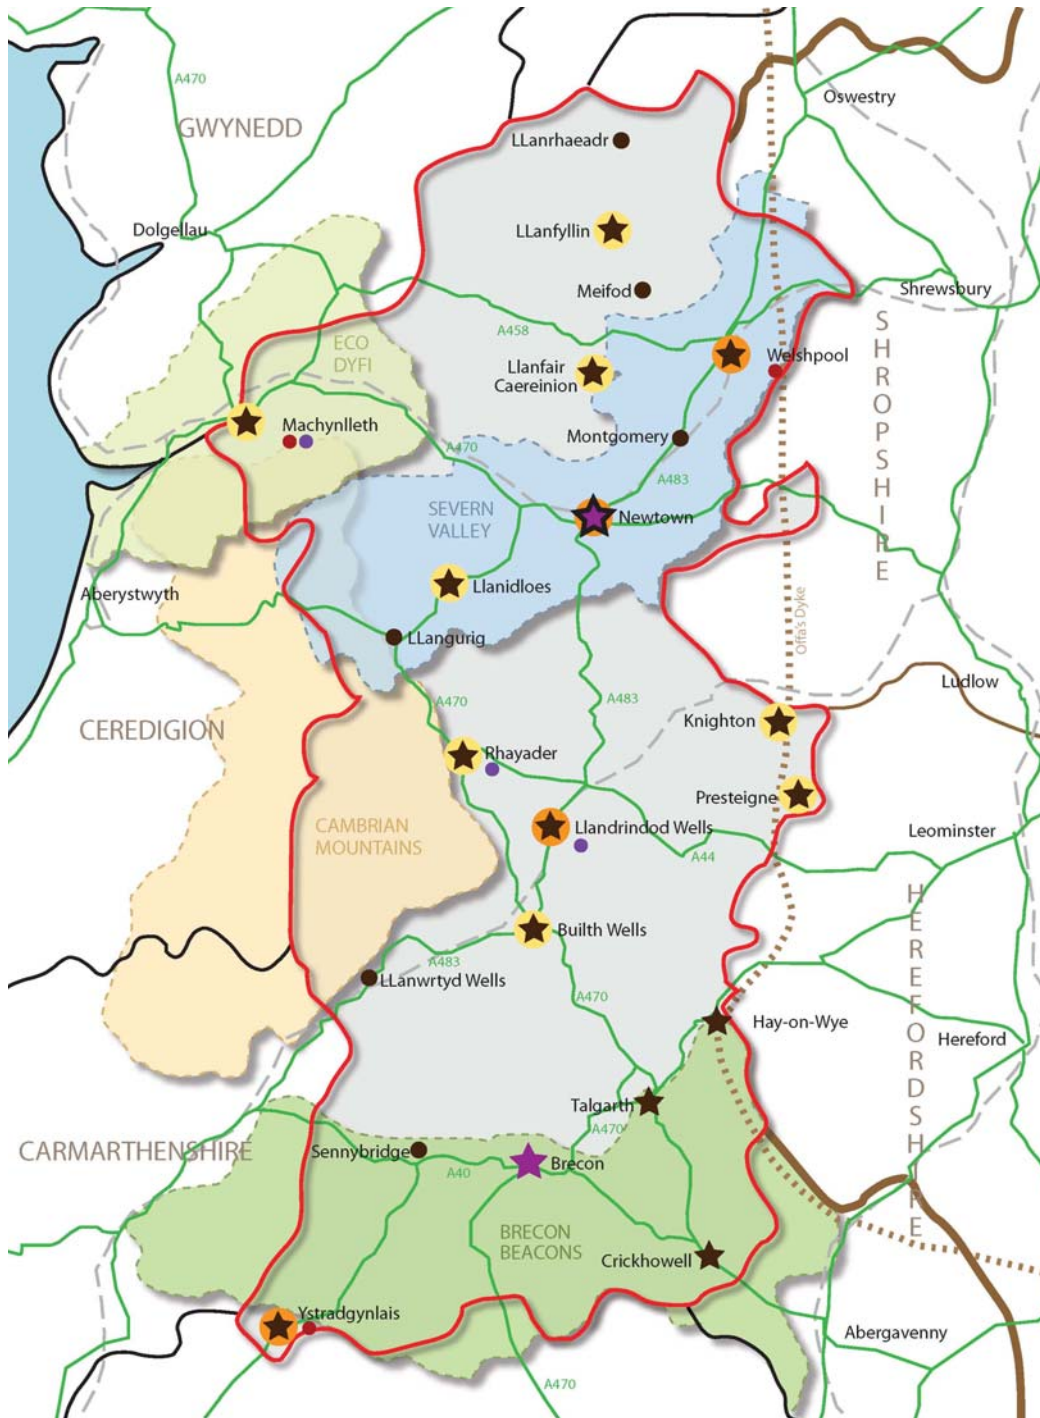 A470
GWYNEDD
Oswestry
LLanrhaeadr
Dolgellau
LLanfyllin
Meifod
Shrewsbury
A458
ECO
DYFI
Llanfair
Caereinion
Welshpool
SHROPSHIRE
Machynlleth
Montgomery
A470
A483
SEVERN
VALLEY
Newtown
Aberystwyth
Llanidloes
LLangurig
Offa's Dyke
Ludlow
A470
A483
CEREDIGION
Knighton
Rhayader
Presteigne
CAMBRIAN
MOUNTAINS
Llandrindod Wells
Leominster
A44
HEREFORDSHIRE
Builth Wells
A483
LLanwrtyd Wells
A470
Hay-on-Wye
Hereford
Talgarth
A470
CARMARTHENSHIRE
Sennybridge
A40
Brecon
BRECON
BEACONS
Crickhowell
Ystradgynlais
Abergavenny
A470